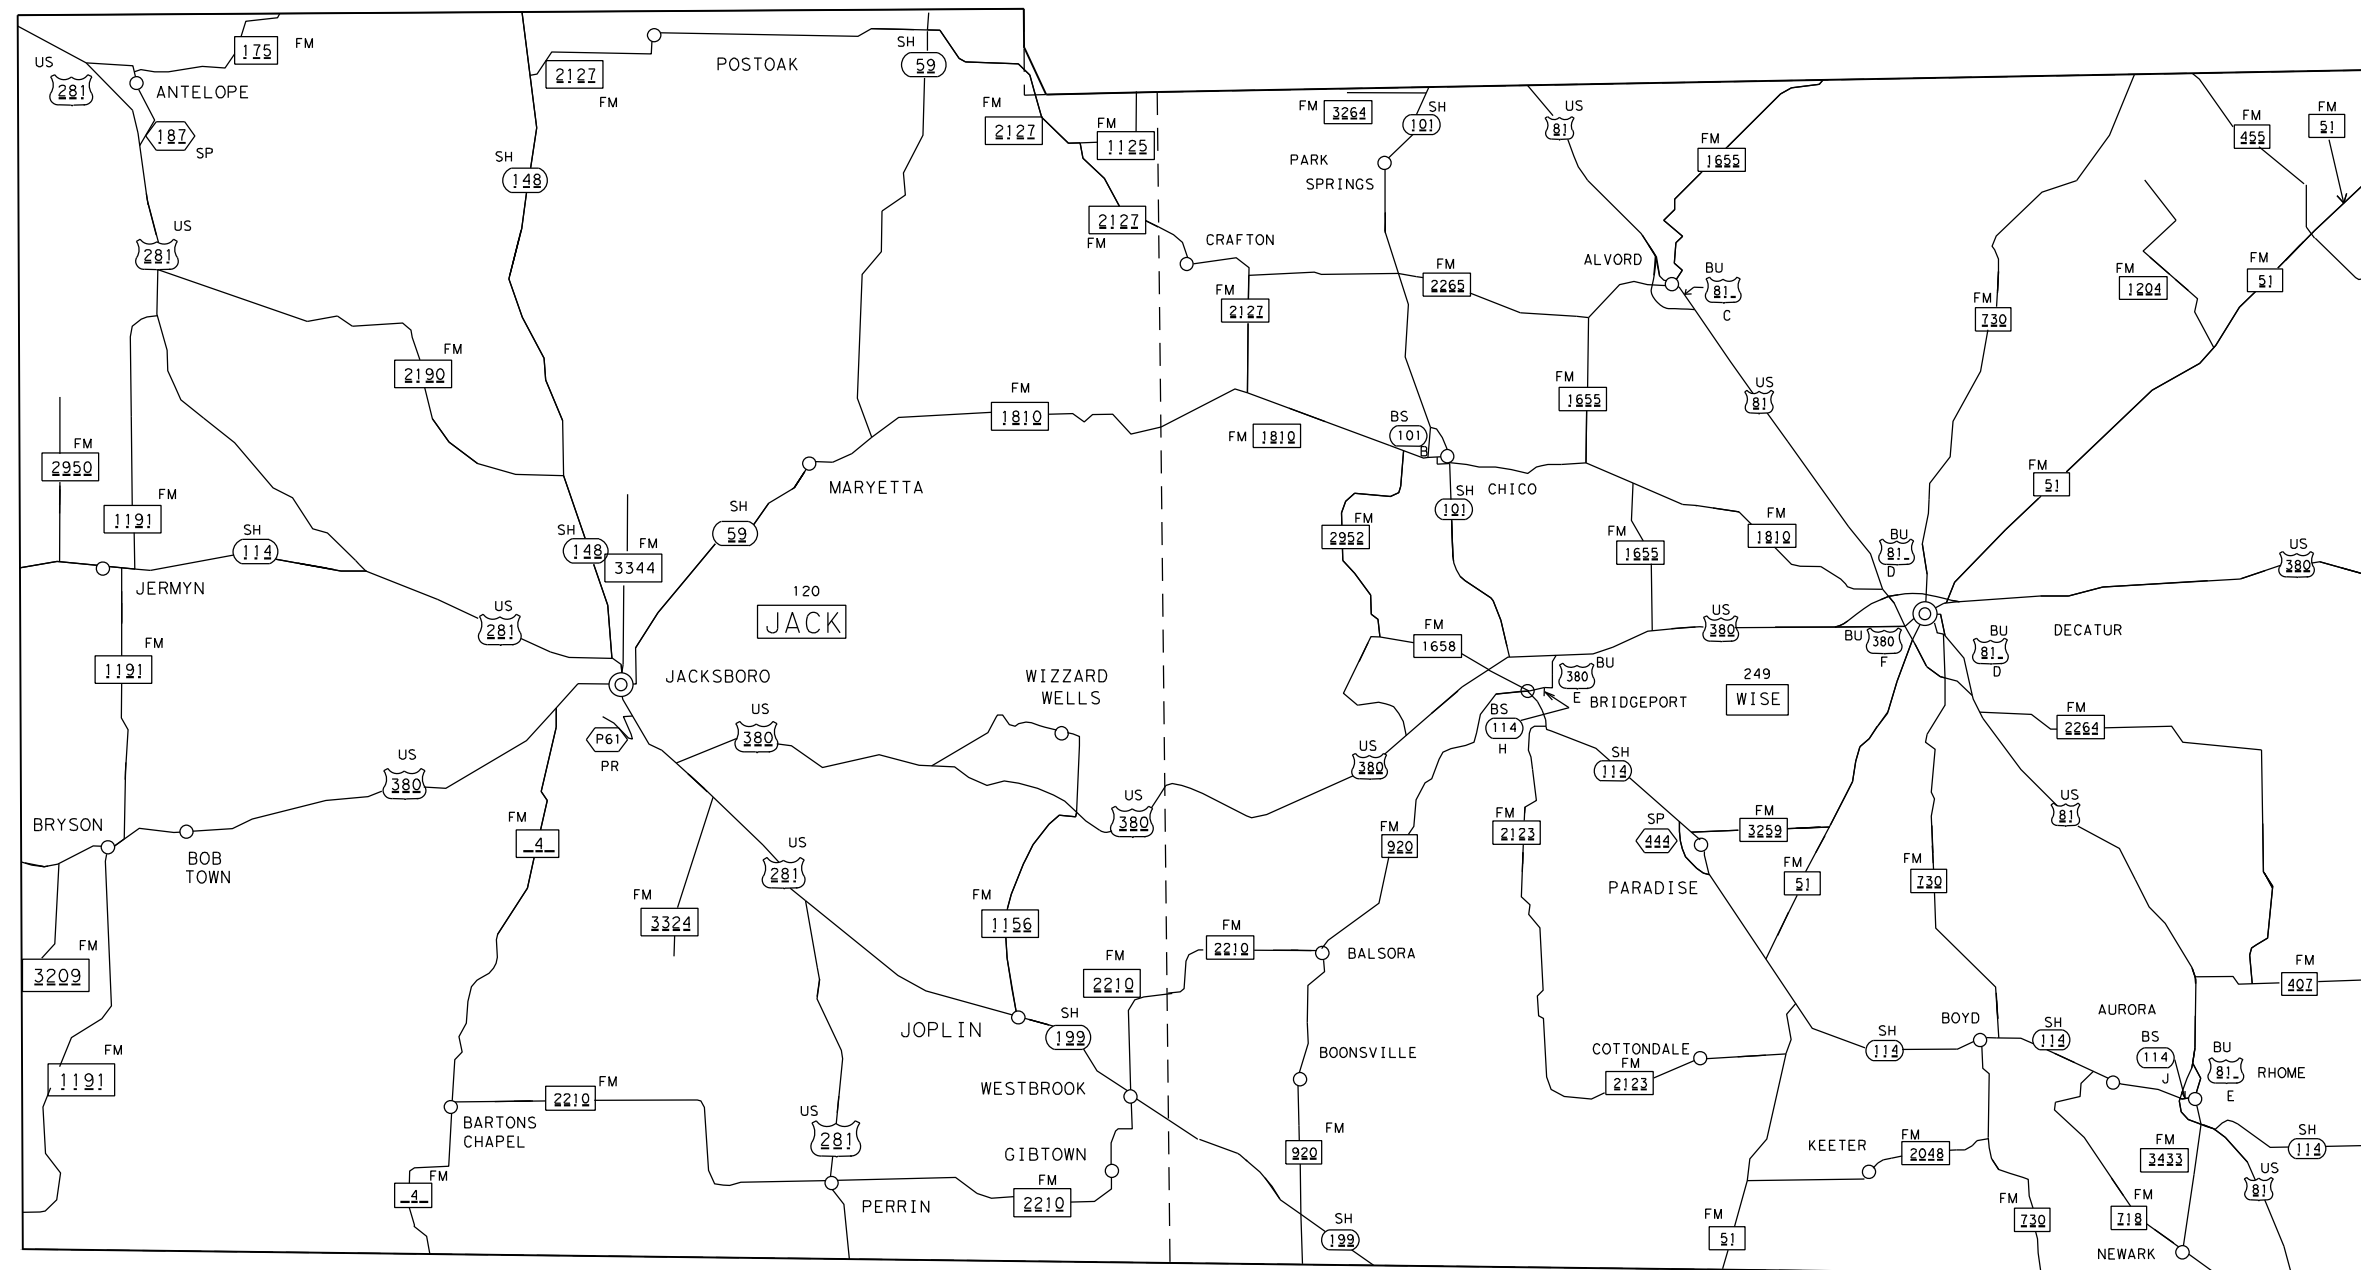 175 FM
US
281
ANTELOPE
187
SP
2127
FM
POSTOAK
SH
59
SH
148
FM
2127
FM
1125
2127
FM
US
281
FM
3264
SH
101
PARK
SPRINGS
US
81
FM
1655
FM
455
FM
51
CRAFTON
FM
2265
FM
2127
ALVORD
BU
81
C
FM
730
FM
1204
FM
51
FM
2190
FM
1810
FM
1655
US
81
FM
2950
FM
1191
SH
114
JERMYN
MARYETTA
SH
59
SH
148
FM
3344
FM 1810
BS
101
B
CHICO
SH
101
FM
2952
FM
1655
FM
1810
FM
51
BU
81
D
US
380
US
281
120
JACK
FM
1191
JACKSBORO
WIZZARD
WELLS
FM
1658
US
380
BU
380
F
BU
81
D
DECATUR
249
WISE
BU
380
E
BRIDGEPORT
BS
114
H
P61
PR
US
380
US
380
US
380
US
380
SH
114
FM
2264
BRYSON
BOB
TOWN
FM
4
US
281
FM
920
FM
2123
SP
444
FM
3259
US
81
PARADISE
FM
51
FM
730
FM
3209
FM
3324
FM
1156
FM
2210
FM
2210
BALSORA
FM
407
FM
1191
JOPLIN
SH
199
BOONSVILLE
COTTONDALE
FM
2123
SH
114
BOYD
SH
114
AURORA
BS
114
J
BU
81
E
RHOME
WESTBROOK
2210
FM
BARTONS
CHAPEL
US
281
GIBTOWN
FM
2210
FM
4
PERRIN
FM
920
SH
199
KEETER
FM
2048
FM
3433
SH
114
US
81
FM
51
FM
730
FM
718
NEWARK